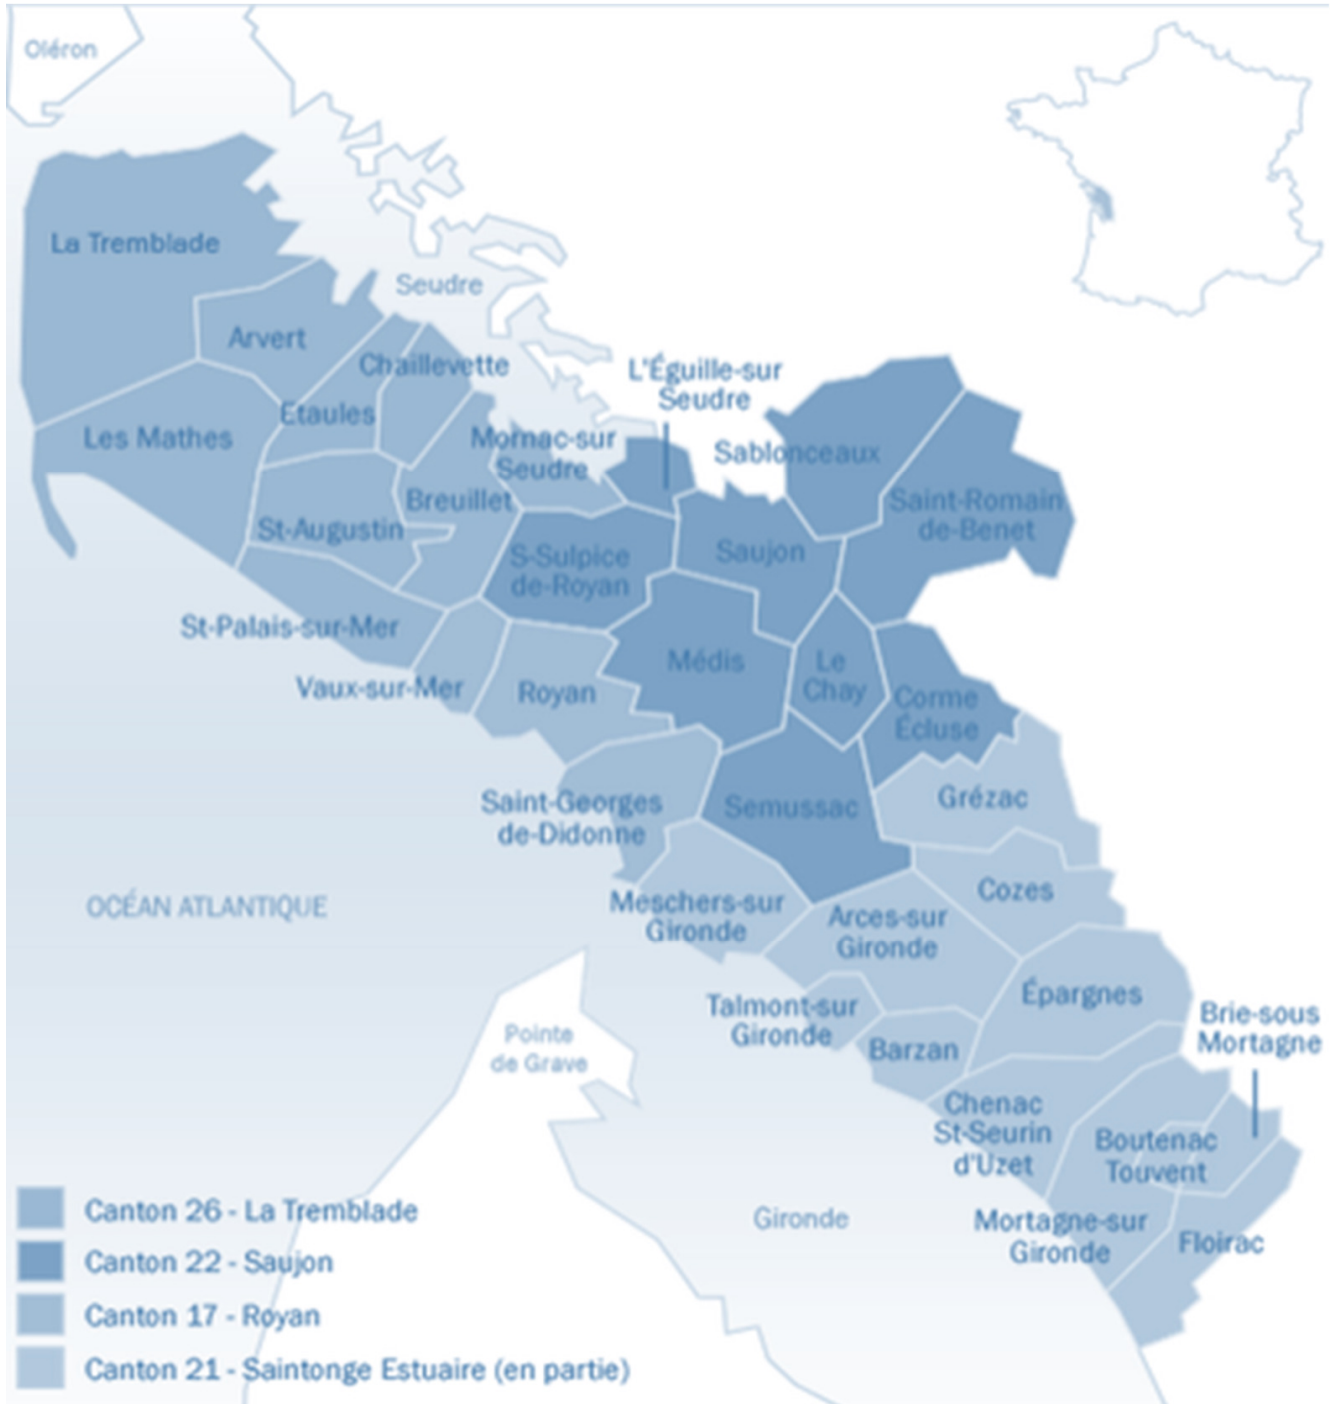 Oléron
La Tremblade
Seudre
Arvert
Chaillevette
L'Éguille-sur
Seudre
Etaules
Les Mathes
Mornac-sur
Seudre
Sablonceaux
Breuillet
Saint-Romain
de-Benet
St-Augustin
S-Sulpice
de-Royan
Saujon
St-Palais-sur-Mer
Médis
Le
Chay
Vaux-sur-Mer
Royan
Corme
Écluse
Saint-Georges
de-Didonne
Semussac
Grézac
Cozes
OCÉAN ATLANTIQUE
Meschers-sur
Gironde
Arces-sur
Gironde
Épargnes
Talmont-sur
Gironde
Brie-sous
Mortagne
Pointe
de Grave
Barzan
Chenac
St-Seurin
d'Uzet
Boutenac
Touvent
Gironde
Mortagne-sur
Gironde
Floirac
Canton 26 - La Tremblade
Canton 22 - Saujon
Canton 17 - Royan
Canton 21 - Saintonge Estuaire (en partie)